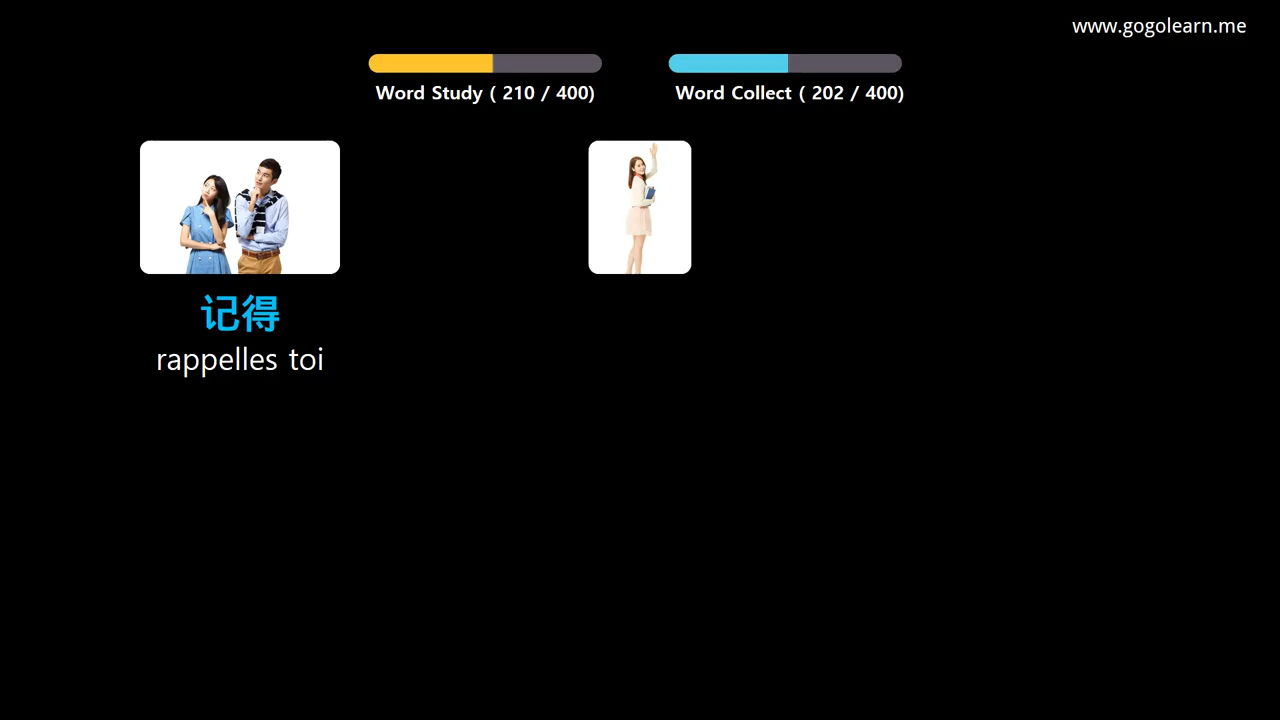 www.gogolearn.me
Word Study ( 210 / 400)
Word Collect ( 202 / 400)
记得
rappelles toi